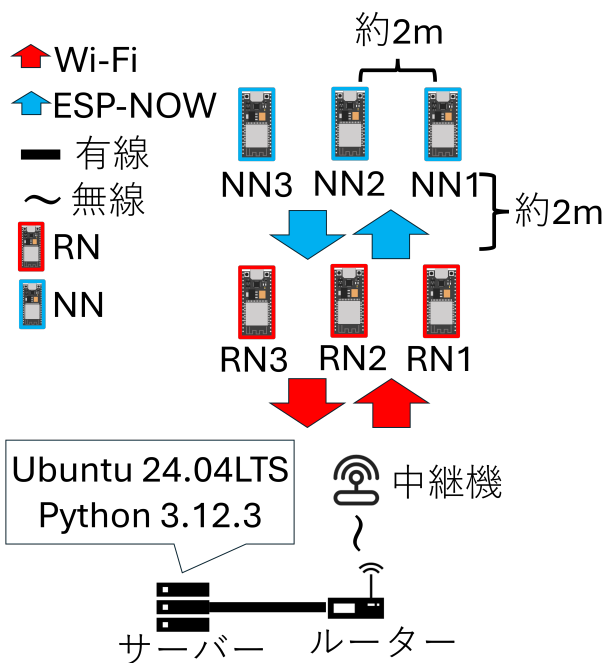 約2m
Wi-Fi
ESP-NOW
有線
～ 無線
RN
NN
NN3 NN2 NN1
約2m
RN3 RN2 RN1
Ubuntu 24.04LTS
Python 3.12.3
中継機
～
サーバー
ルーター